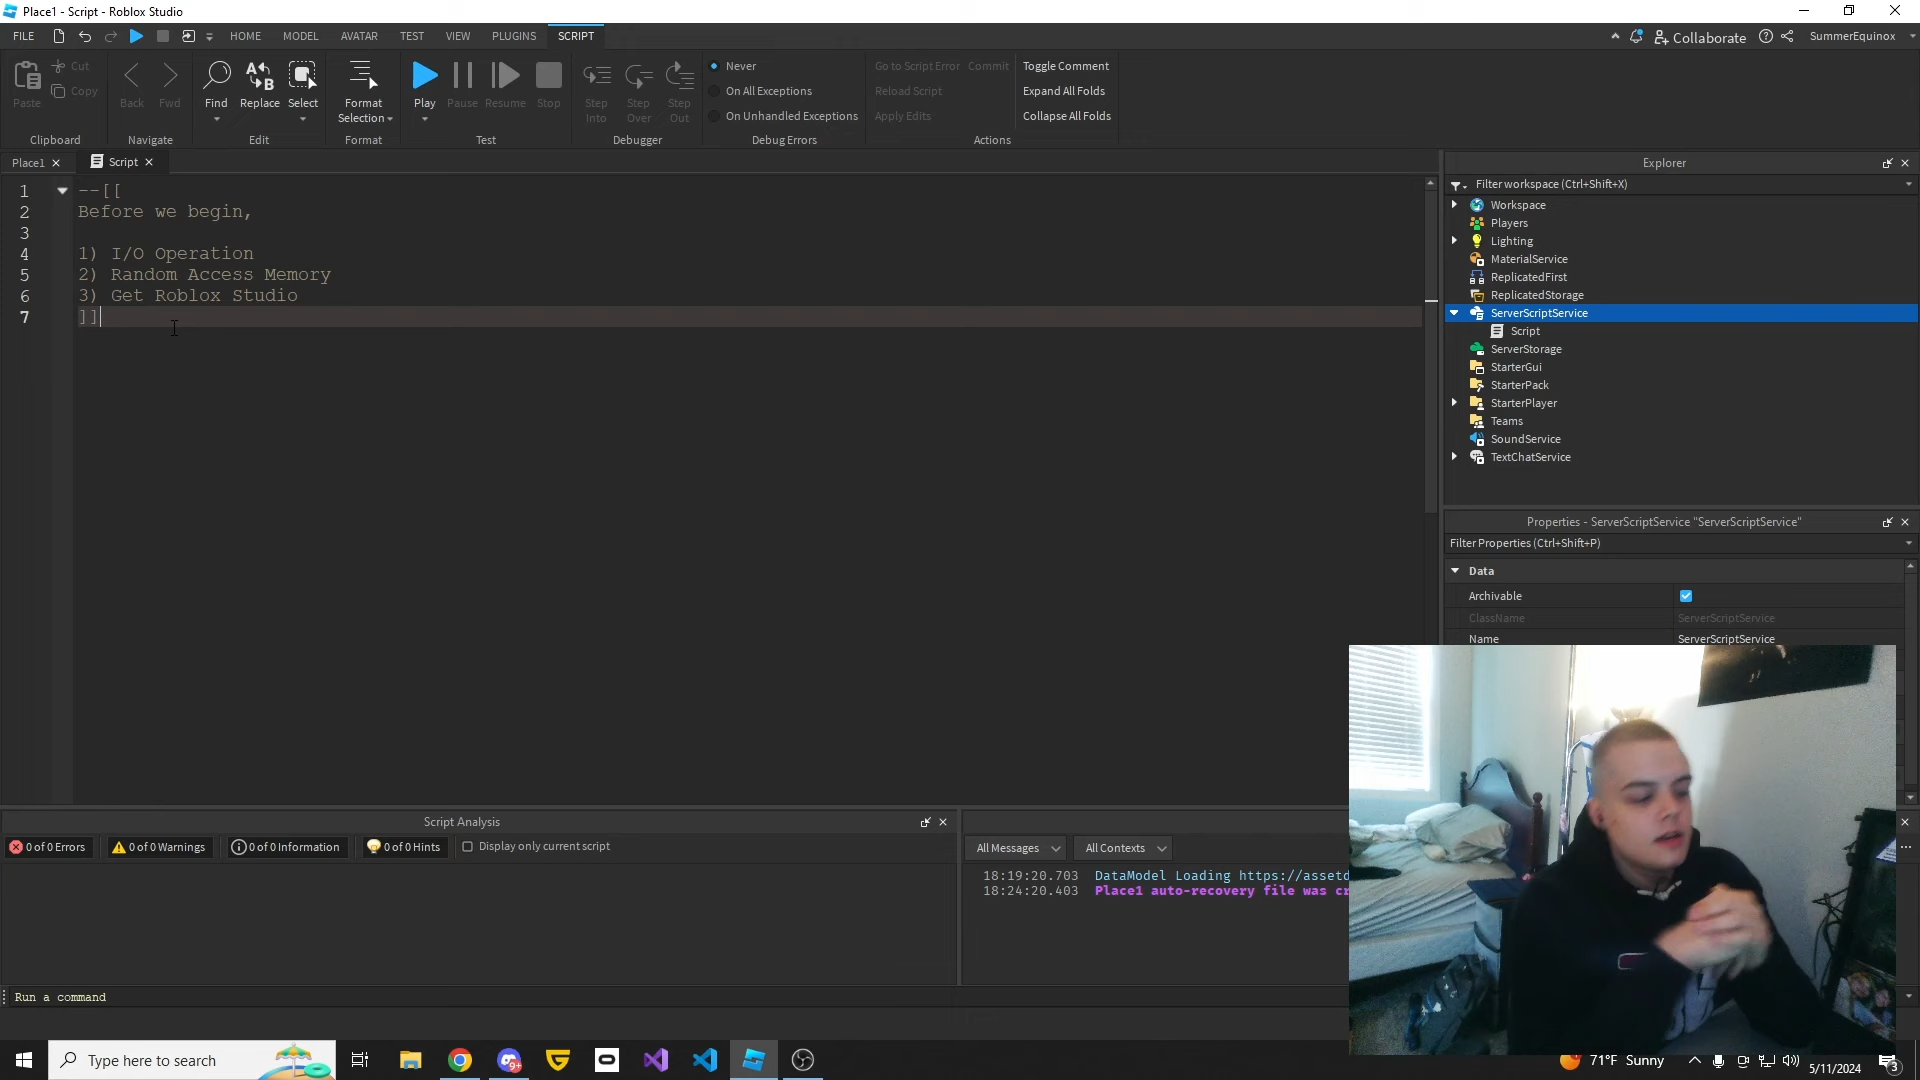 Place1 - Script - Roblox Studio
FILE HOME MODEL AVATAR TEST VIEW PLUGINS SCRIPT Collaborate SummerEquinox
Paste Cut Copy
Back Fwd
Find Replace Select
Format Selection
Play Pause Resume Stop
Step Into Step Over Step Out
Never
On All Exceptions
On Unhandled Exceptions
Go to Script Error Commit
Reload Script
Apply Edits
Toggle Comment
Expand All Folds
Collapse All Folds
Clipboard Navigate Edit Format Test Debugger Debug Errors Actions
Place1 Script
1 --[[
2 Before we begin,
3
4 1) I/O Operation
5 2) Random Access Memory
6 3) Get Roblox Studio
7 ]]
Explorer
Filter workspace (Ctrl+Shift+X)
Workspace
Players
Lighting
MaterialService
ReplicatedFirst
ReplicatedStorage
ServerScriptService
Script
ServerStorage
StarterGui
StarterPack
StarterPlayer
Teams
SoundService
TextChatService
Properties - ServerScriptService "ServerScriptService"
Filter Properties (Ctrl+Shift+P)
Data
Archivable
ClassName ServerScriptService
Name ServerScriptService
Script Analysis
0 of 0 Errors 0 of 0 Warnings 0 of 0 Information 0 of 0 Hints Display only current script
All Messages All Contexts
18:19:20.703 DataModel Loading https://assetd
18:24:20.403 Place1 auto-recovery file was cr
Run a command
Type here to search
9+
71°F Sunny
5/11/2024
3